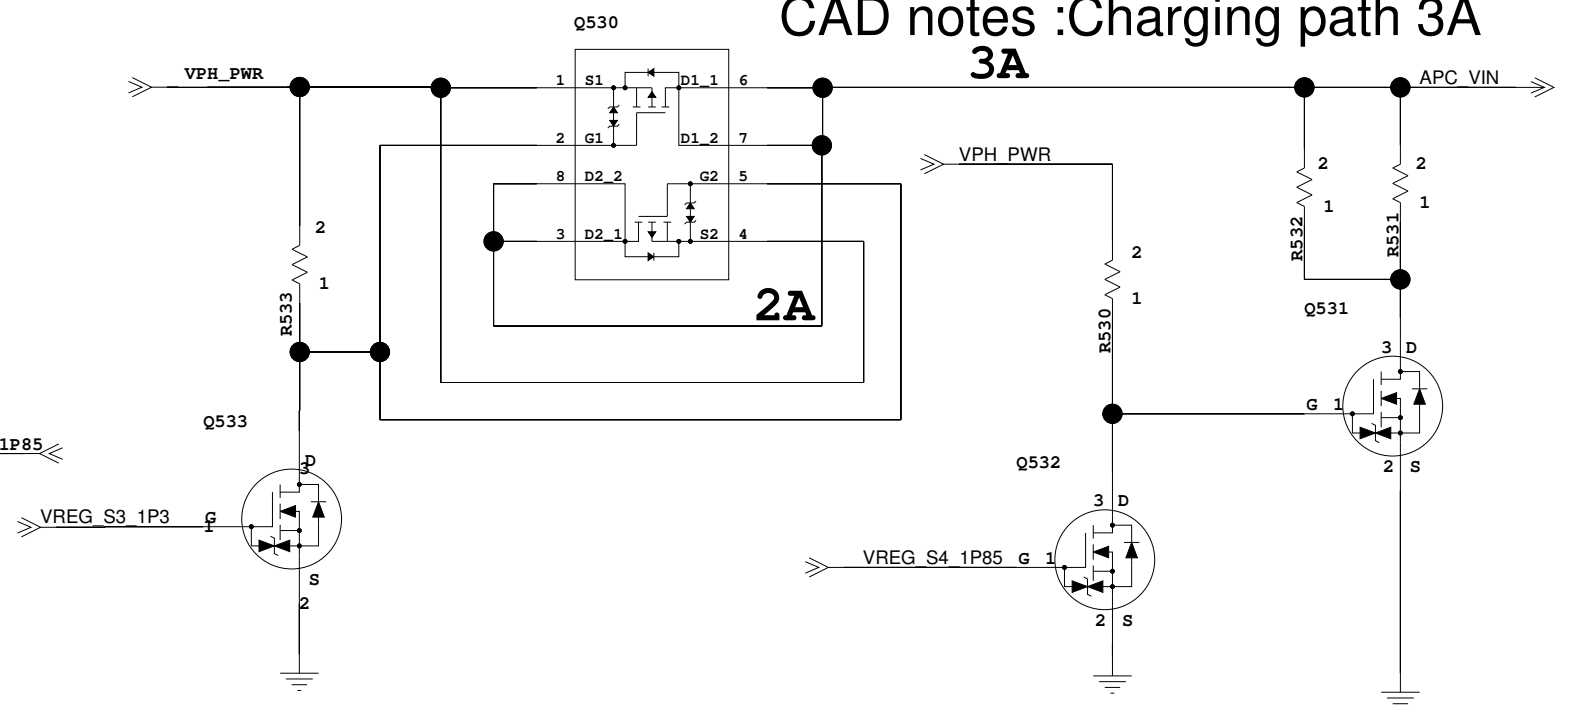 CAD notes :Charging path 3A
Q530
3A
VPH_PWR
1 S1 D1_1 6
APC_VIN
2 G1 D1_2 7
VPH_PWR
2
2
8 D2_2 G2 5
1
1
R532
R531
2
3 D2_1 S2 4
2
1
1
R533
2A
R530
Q531
3 D
G 1
Q533
1P85
D
3
Q532
2 S
3 D
VREG_S3_1P3
G
1
VREG_S4_1P85 G 1
S
2
2 S